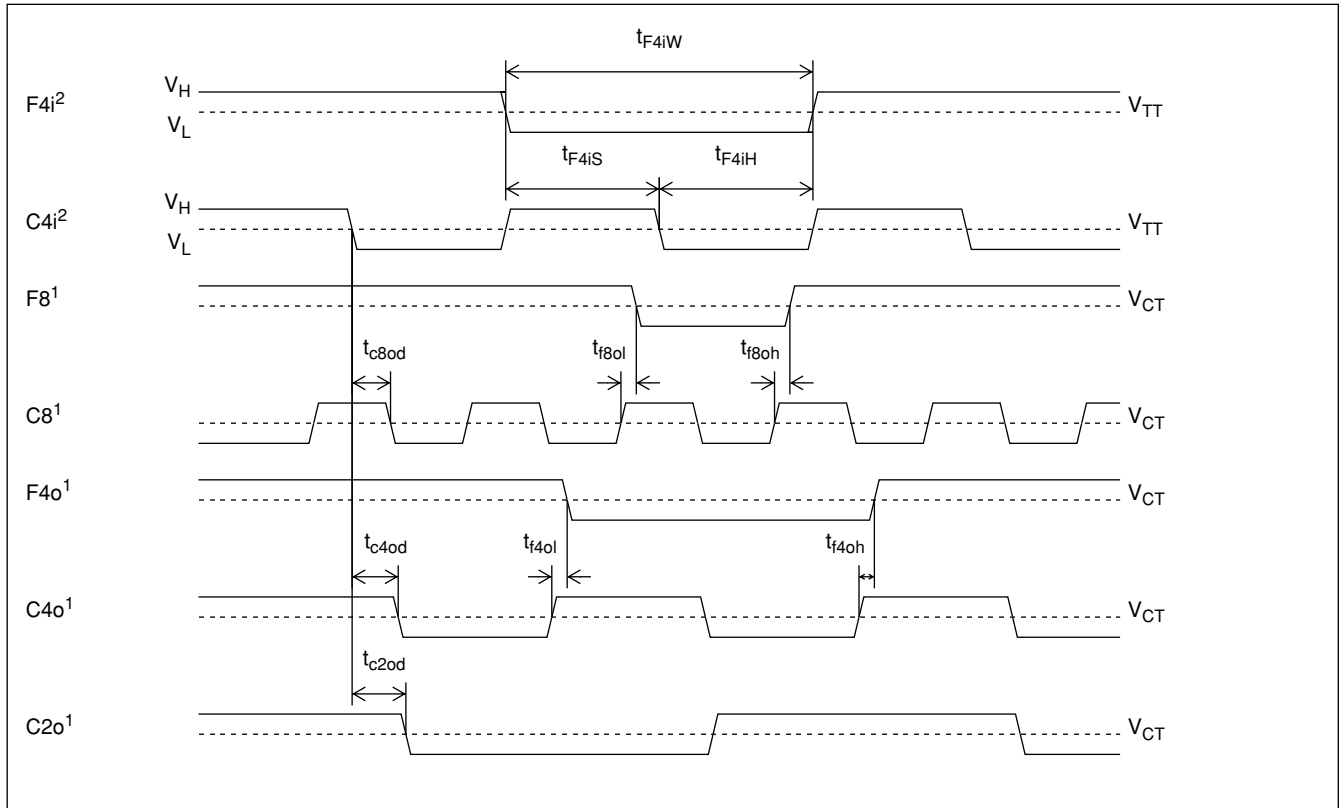 tF4iW
F4i²
VH
VL
VTT
tF4iS
tF4iH
C4i²
VH
VL
VTT
F8¹
VCT
tc8od
tf8ol
tf8oh
C8¹
VCT
F4o¹
VCT
tc4od
tf4ol
tf4oh
C4o¹
VCT
tc2od
C2o¹
VCT